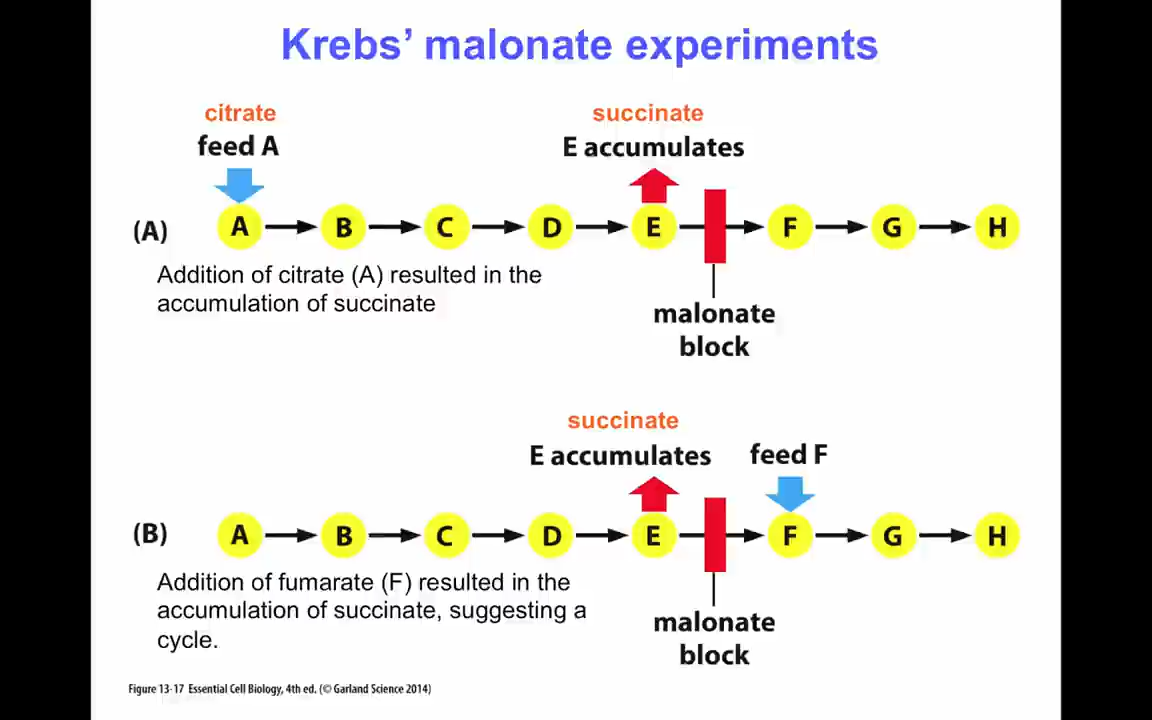 Krebs' malonate experiments
citrate
feed A
succinate
E accumulates
(A)
A B C D E F G H
Addition of citrate (A) resulted in the
accumulation of succinate
malonate
block
succinate
E accumulates
feed F
(B)
A B C D E F G H
Addition of fumarate (F) resulted in the
accumulation of succinate, suggesting a
cycle.
malonate
block
Figure 13-17 Essential Cell Biology, 4th ed. (© Garland Science 2014)